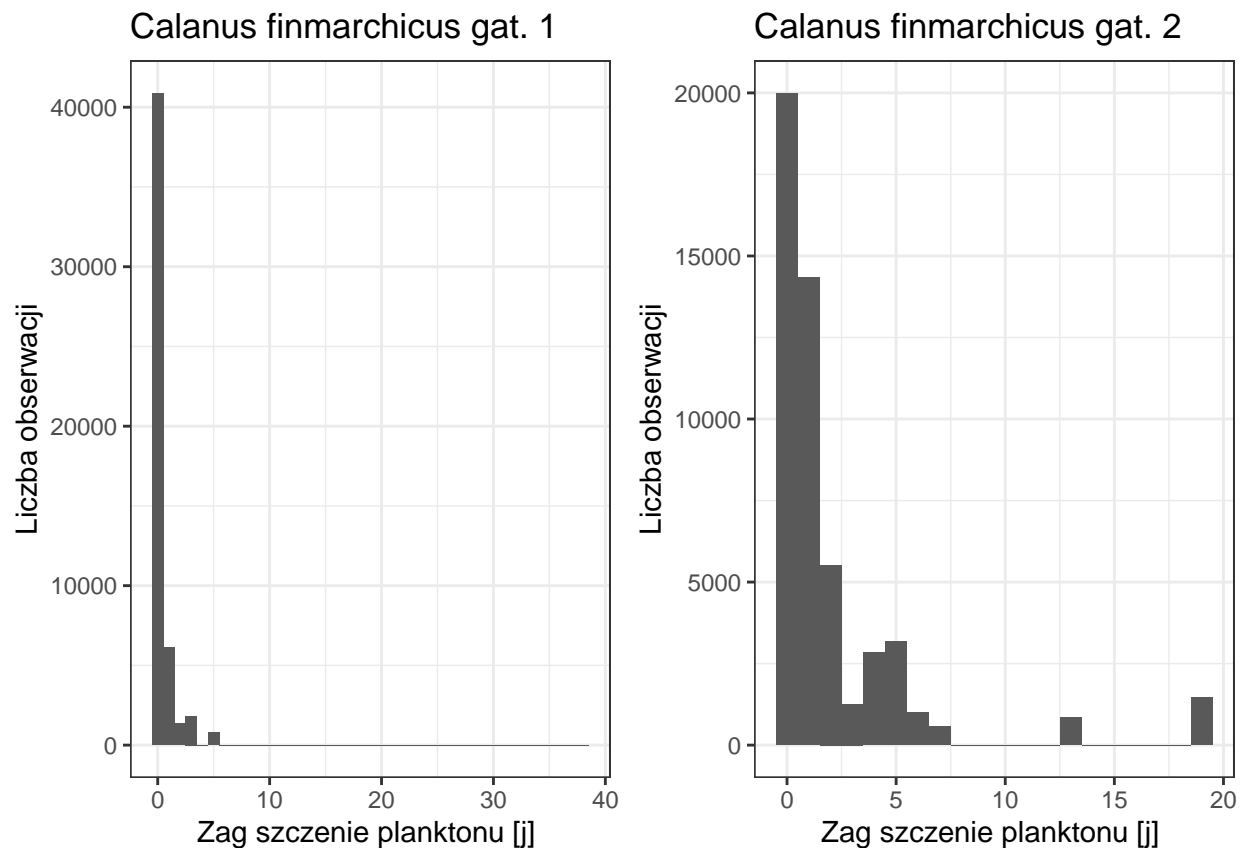 Calanus finmarchicus gat. 1
40000
30000
20000
10000
0
0 10 20 30 40
Liczba obserwacji
Zag szczenie planktonu [j]
Calanus finmarchicus gat. 2
20000
15000
10000
5000
0
0 5 10 15 20
Liczba obserwacji
Zag szczenie planktonu [j]